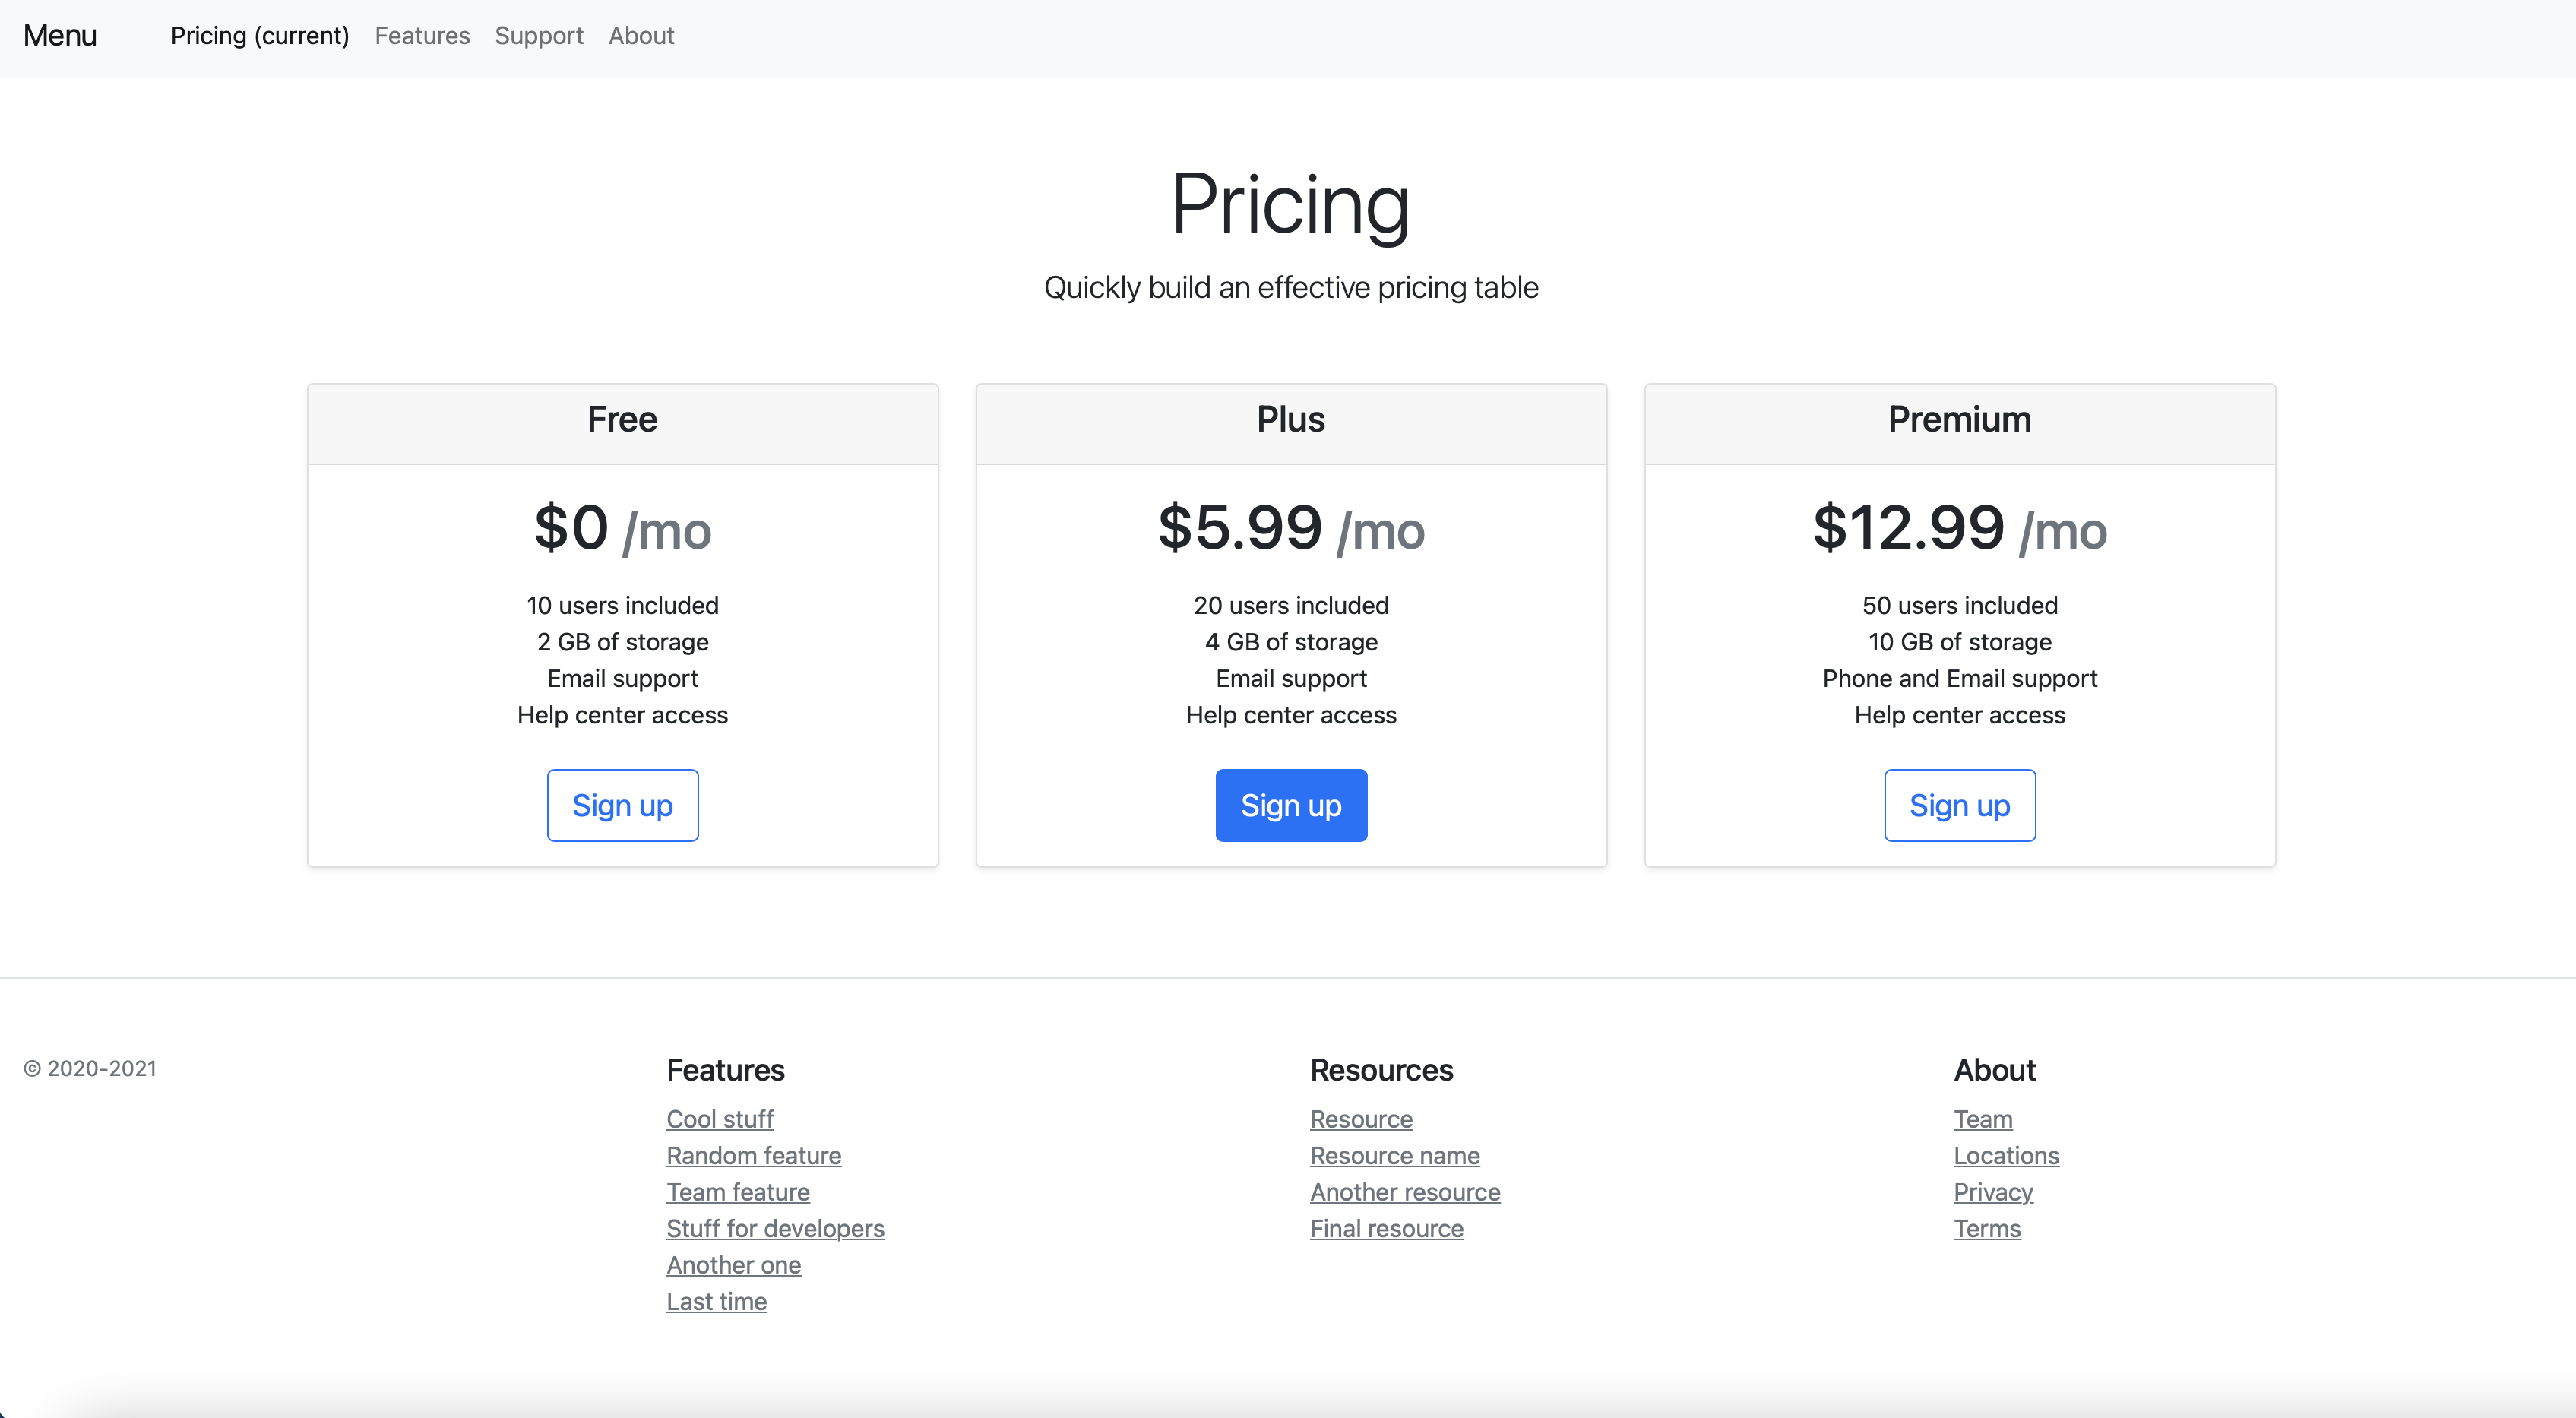 Menu Pricing (current) Features Support About
Pricing
Quickly build an effective pricing table
Free
$0 /mo
10 users included
2 GB of storage
Email support
Help center access
Sign up
Plus
$5.99 /mo
20 users included
4 GB of storage
Email support
Help center access
Sign up
Premium
$12.99 /mo
50 users included
10 GB of storage
Phone and Email support
Help center access
Sign up
© 2020-2021
Features
Cool stuff
Random feature
Team feature
Stuff for developers
Another one
Last time
Resources
Resource
Resource name
Another resource
Final resource
About
Team
Locations
Privacy
Terms